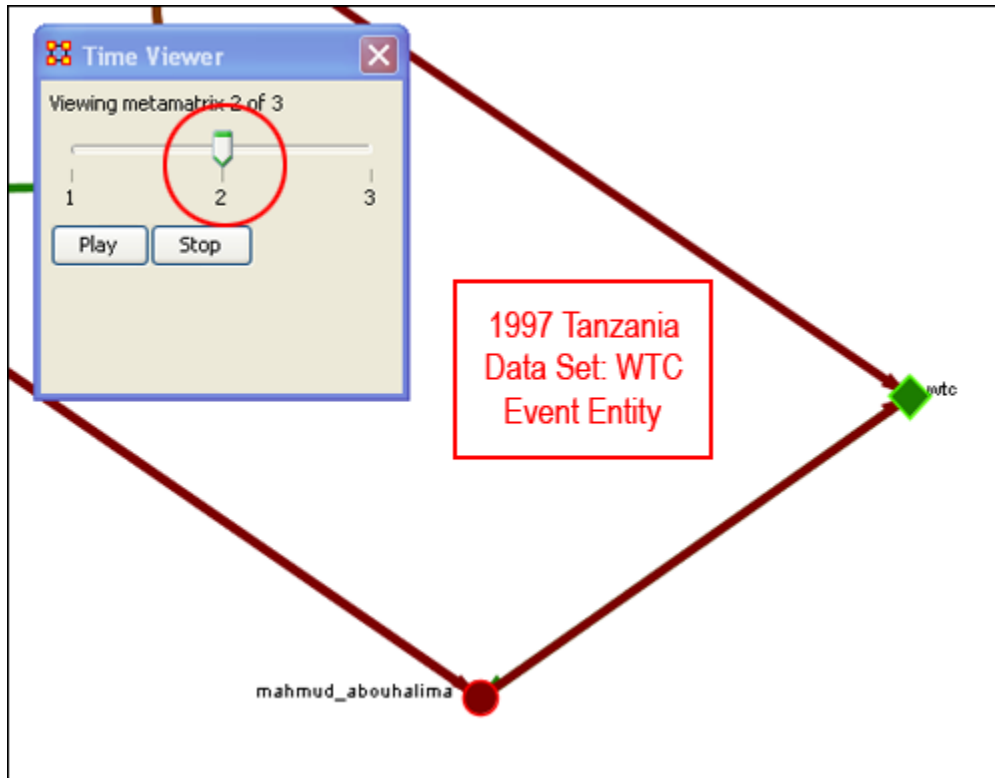 Time Viewer
Viewing metamatrix 2 of 3
1 2 3
Play Stop
1997 Tanzania
Data Set: WTC
Event Entity
wtc
mahmud_abouhalima